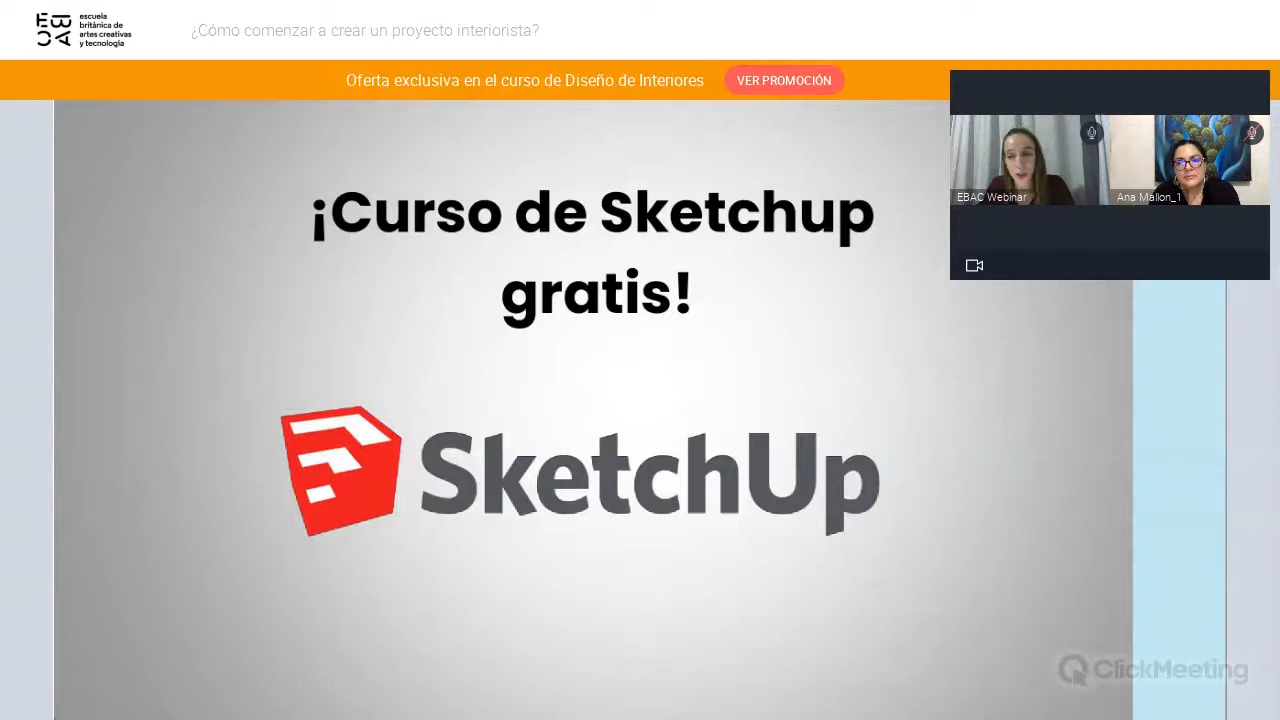 escuela
británica de
artes creativas
y tecnología
EBAC
¿Cómo comenzar a crear un proyecto interiorista?
Oferta exclusiva en el curso de Diseño de Interiores
VER PROMOCIÓN
EBAC Webinar
Ana Mallon_1
¡Curso de Sketchup
gratis!
SketchUp
ClickMeeting